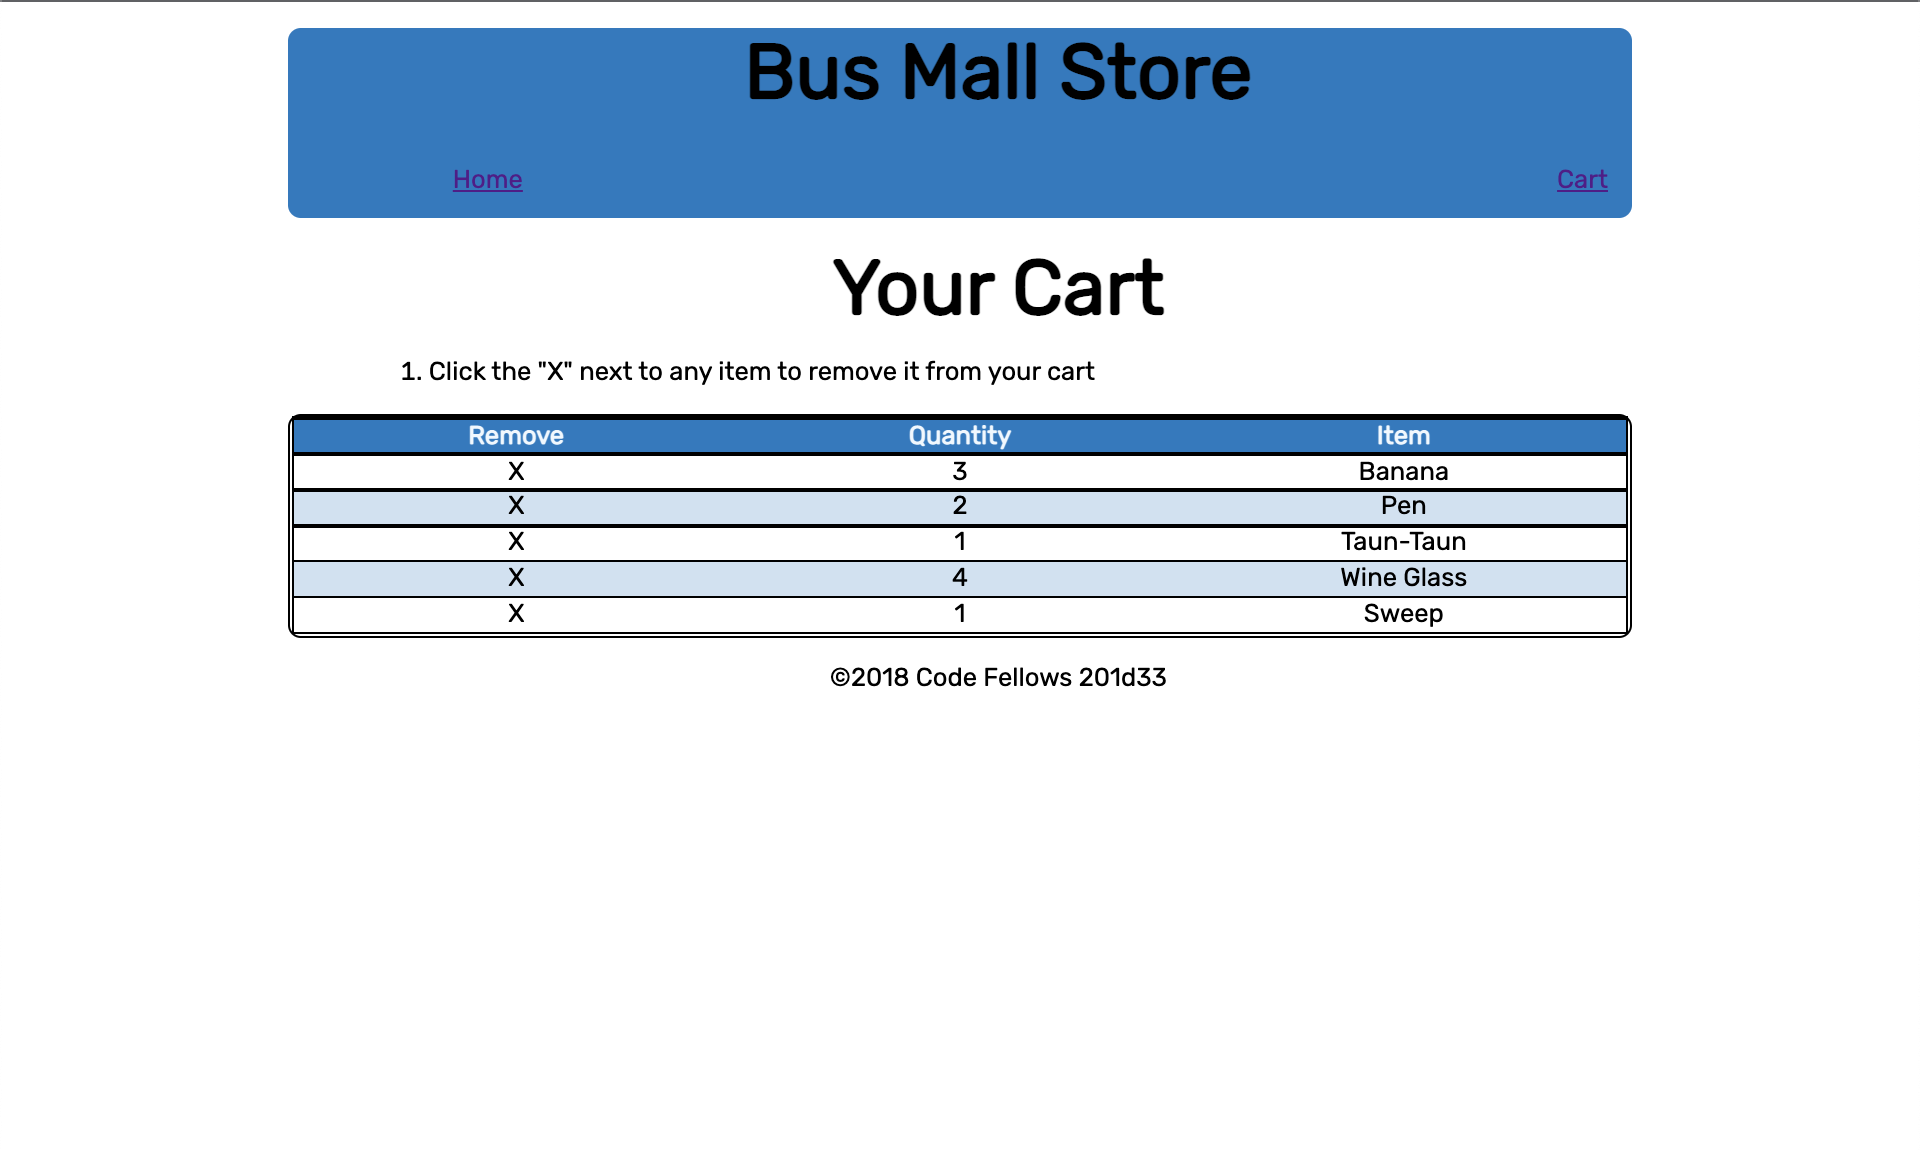 Bus Mall Store
Home Cart
Your Cart
1. Click the "X" next to any item to remove it from your cart
Remove Quantity Item
X 3 Banana
X 2 Pen
X 1 Taun-Taun
X 4 Wine Glass
X 1 Sweep
©2018 Code Fellows 201d33